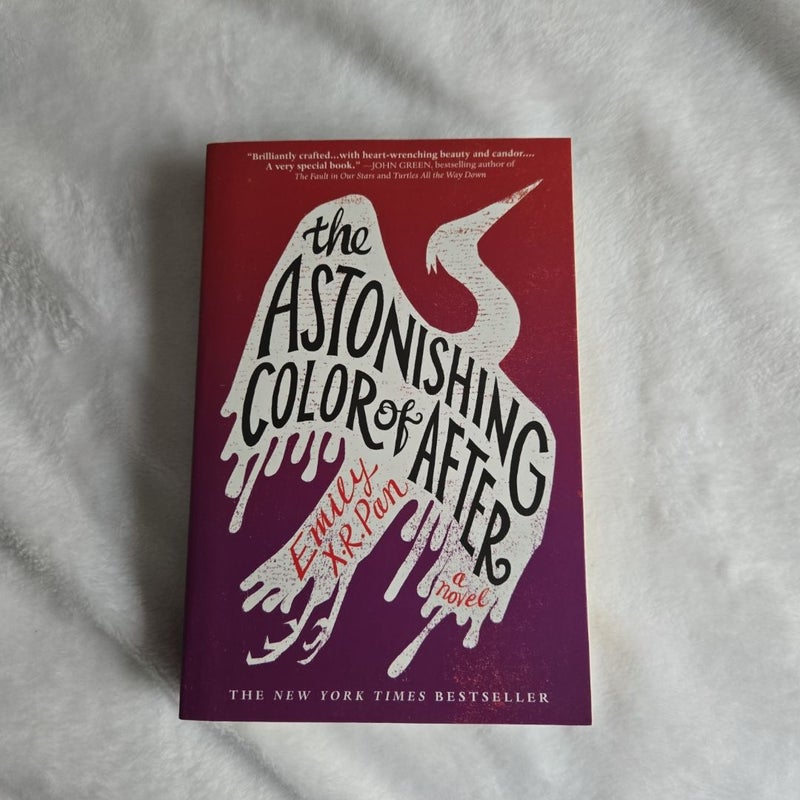 "Brilliantly crafted...with heart-wrenching beauty and candor....
A very special book." —JOHN GREEN, bestselling author of
The Fault in Our Stars and Turtles All the Way Down
the
ASTONISHING
COLOR of AFTER
Emily
X.R. Pan
a
novel
THE NEW YORK TIMES BESTSELLER